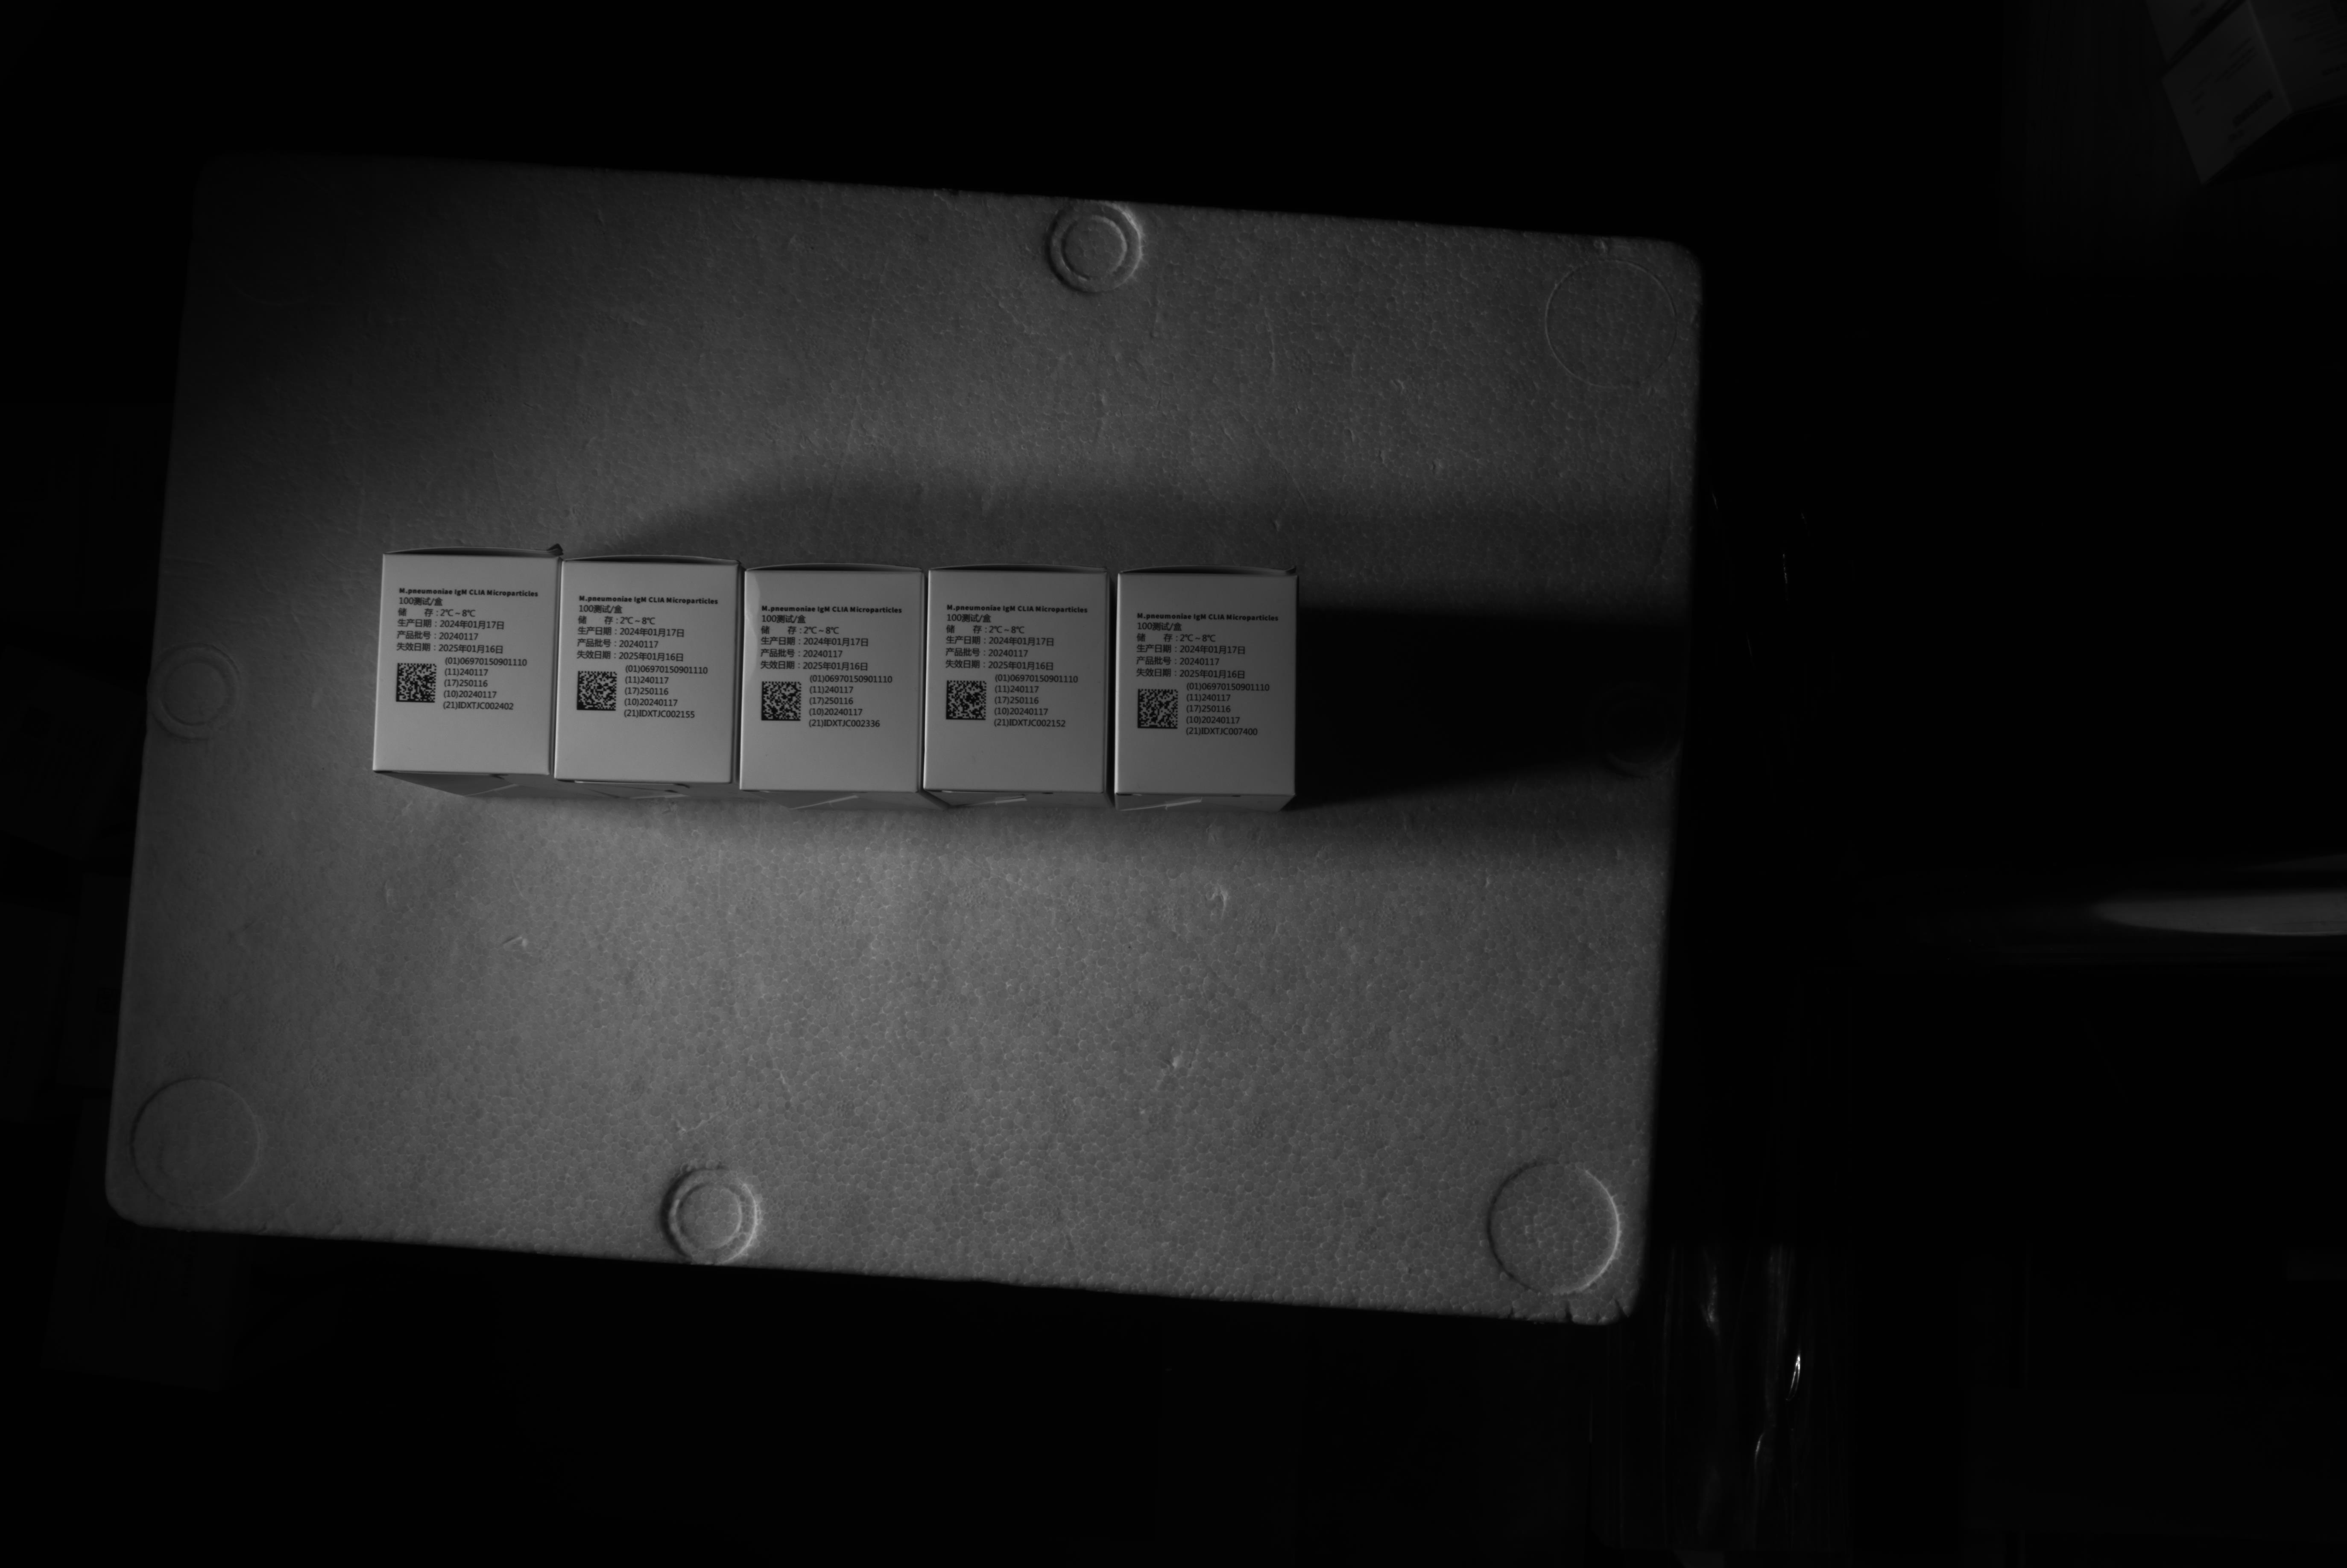 M.pneumoniae IgM CLIA Microparticles
100测试/盒
储 存：2℃~8℃
生产日期：2024年01月17日
产品批号：20240117
失效日期：2025年01月16日
(01)06970150901110
(11)240117
(17)250116
(10)20240117
(21)IDXTJC002402
M.pneumoniae IgM CLIA Microparticles
100测试/盒
储 存：2℃~8℃
生产日期：2024年01月17日
产品批号：20240117
失效日期：2025年01月16日
(01)06970150901110
(11)240117
(17)250116
(10)20240117
(21)IDXTJC002155
M.pneumoniae IgM CLIA Microparticles
100测试/盒
储 存：2℃~8℃
生产日期：2024年01月17日
产品批号：20240117
失效日期：2025年01月16日
(01)06970150901110
(11)240117
(17)250116
(10)20240117
(21)IDXTJC002336
M.pneumoniae IgM CLIA Microparticles
100测试/盒
储 存：2℃~8℃
生产日期：2024年01月17日
产品批号：20240117
失效日期：2025年01月16日
(01)06970150901110
(11)240117
(17)250116
(10)20240117
(21)IDXTJC002152
M.pneumoniae IgM CLIA Microparticles
100测试/盒
储 存：2℃~8℃
生产日期：2024年01月17日
产品批号：20240117
失效日期：2025年01月16日
(01)06970150901110
(11)240117
(17)250116
(10)20240117
(21)IDXTJC007400